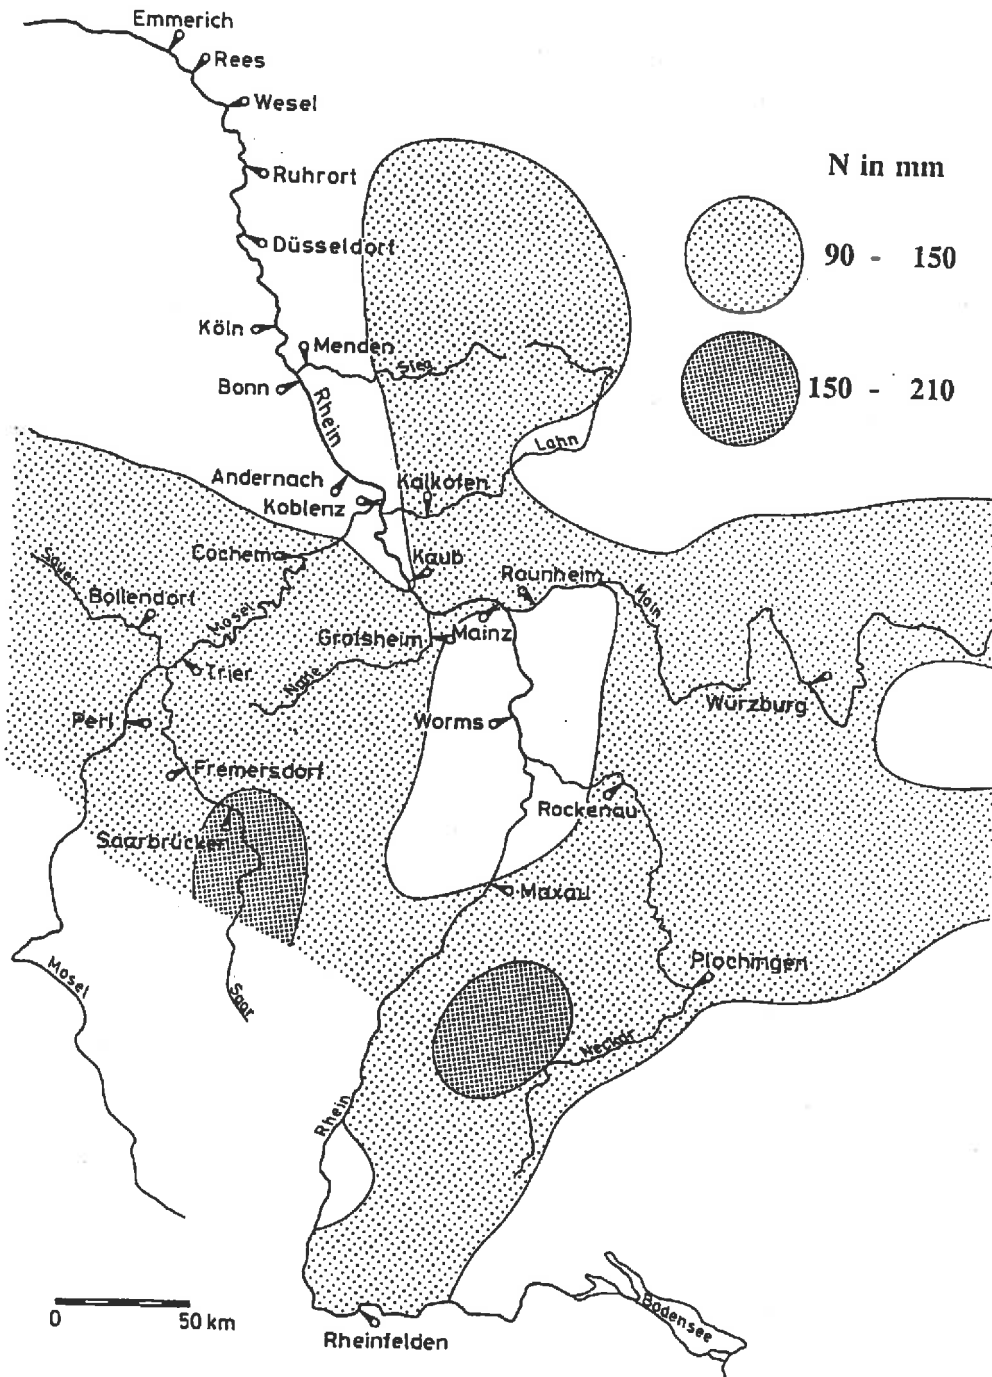 Emmerich
Rees
Wesel
N in mm
Ruhrort
90 - 150
Düsseldorf
Köln
Menden
Sieg
150 - 210
Bonn
Rhein
Lahn
Andernach
Kalkofen
Koblenz
Cochem
Kaub
Sauer
Raunheim
Main
Bollendorf
Mosel
Grolsheim
Mainz
Trier
Nahe
Würzburg
Perl
Worms
Fremersdorf
Rockenau
Saarbrücken
Maxau
Mosel
Plochingen
Saar
Neckar
Rhein
0 50 km
Bodensee
Rheinfelden